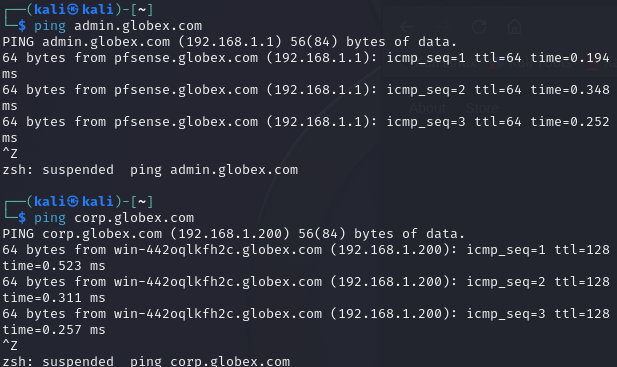 ┌──(kali㉿kali)-[~]
└─$ ping admin.globex.com
PING admin.globex.com (192.168.1.1) 56(84) bytes of data.
64 bytes from pfsense.globex.com (192.168.1.1): icmp_seq=1 ttl=64 time=0.194
ms
64 bytes from pfsense.globex.com (192.168.1.1): icmp_seq=2 ttl=64 time=0.348
ms
64 bytes from pfsense.globex.com (192.168.1.1): icmp_seq=3 ttl=64 time=0.252
ms
^Z
zsh: suspended  ping admin.globex.com
┌──(kali㉿kali)-[~]
└─$ ping corp.globex.com
PING corp.globex.com (192.168.1.200) 56(84) bytes of data.
64 bytes from win-442oqlkfh2c.globex.com (192.168.1.200): icmp_seq=1 ttl=128
time=0.523 ms
64 bytes from win-442oqlkfh2c.globex.com (192.168.1.200): icmp_seq=2 ttl=128
time=0.311 ms
64 bytes from win-442oqlkfh2c.globex.com (192.168.1.200): icmp_seq=3 ttl=128
time=0.257 ms
^Z
zsh: suspended  ping corp.globex.com